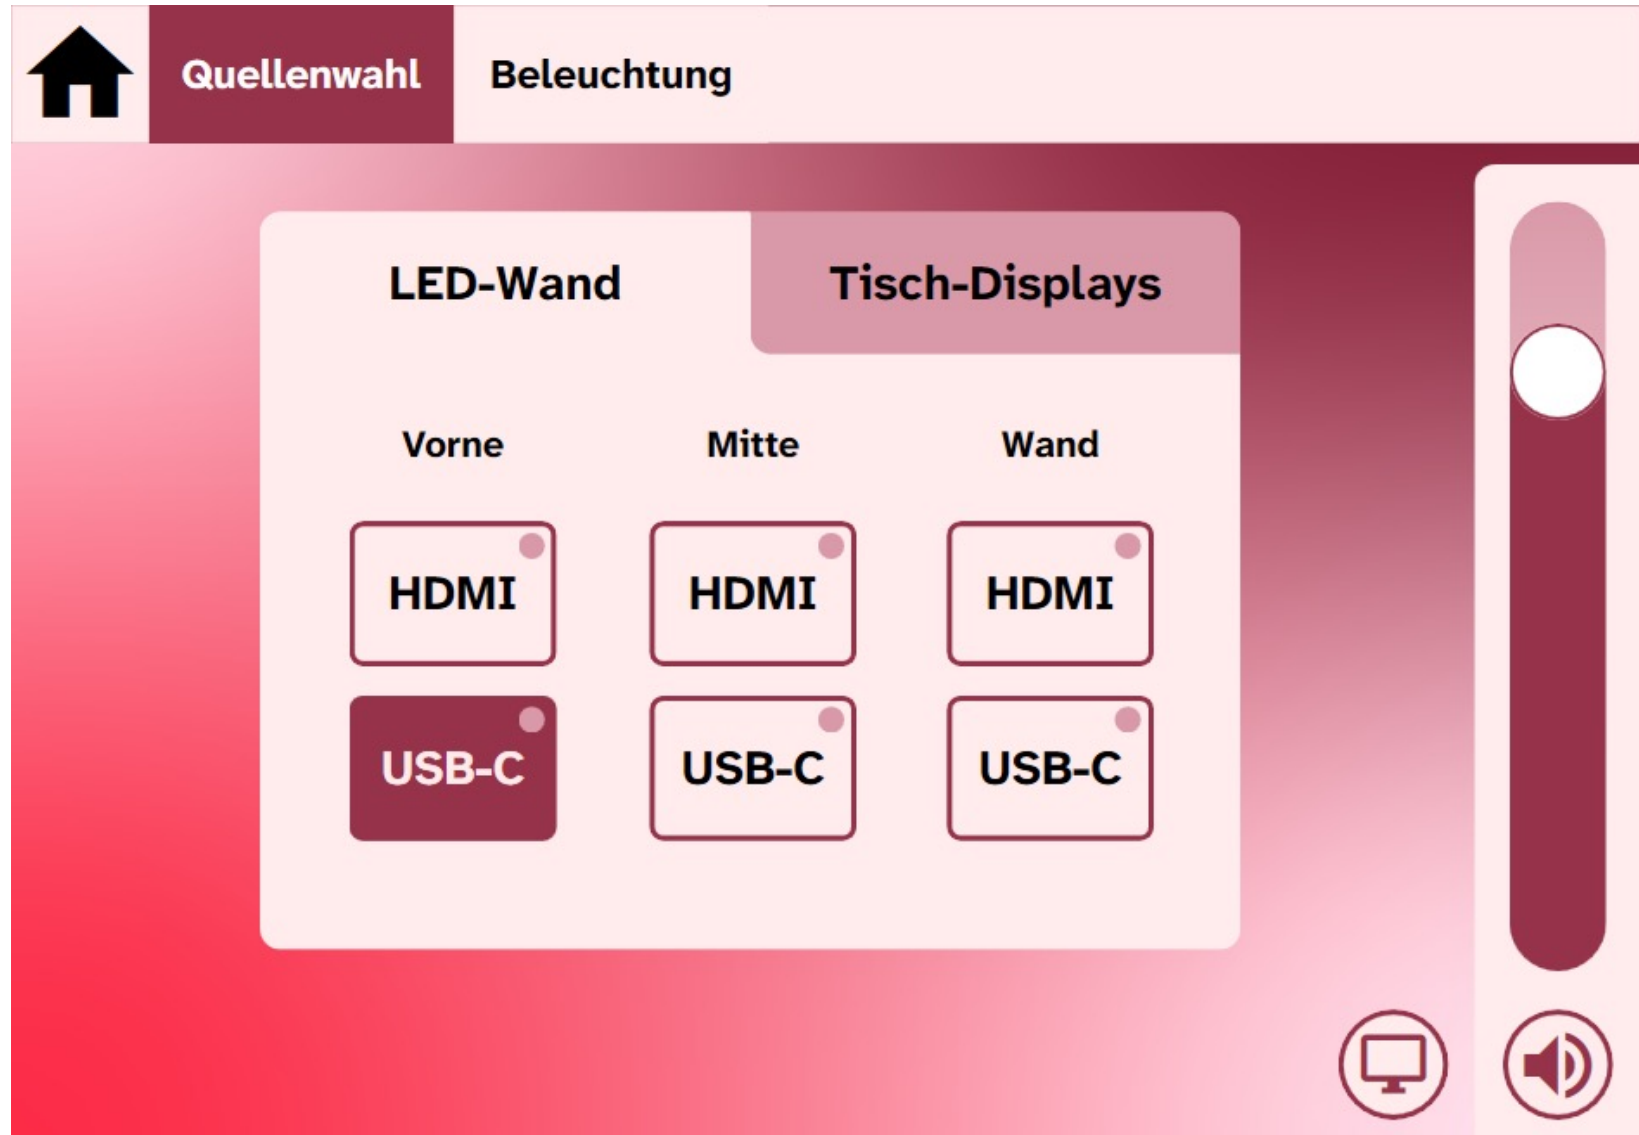 Quellenwahl Beleuchtung
LED-Wand Tisch-Displays
Vorne Mitte Wand
HDMI HDMI HDMI
USB-C USB-C USB-C